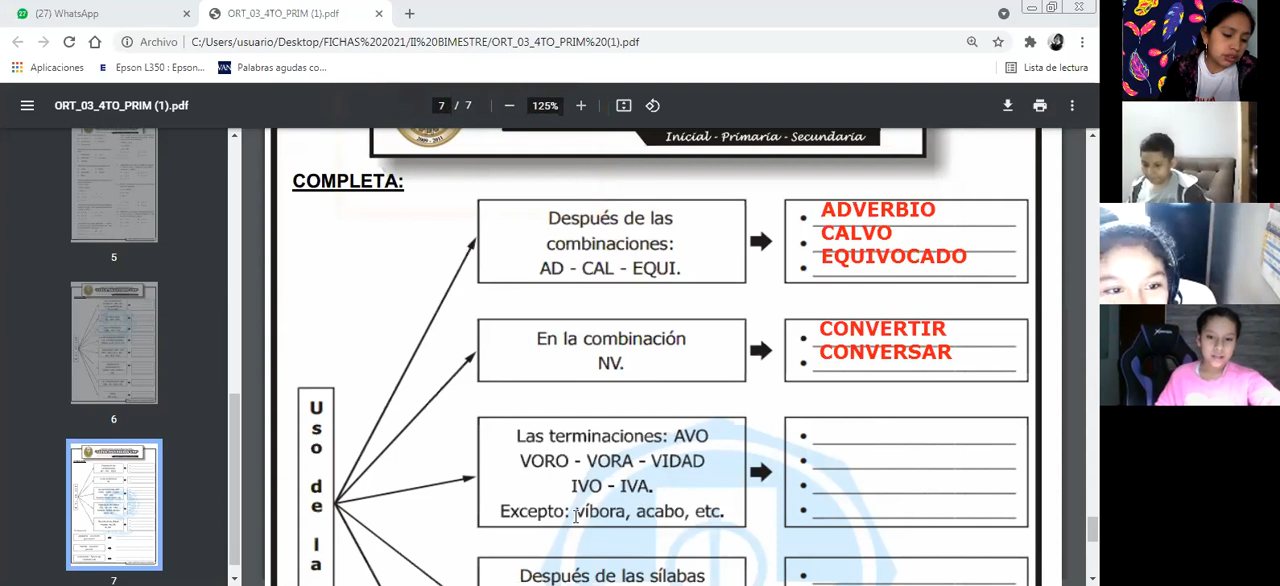 (27) WhatsApp
ORT_03_4TO_PRIM (1).pdf
Archivo
C:/Users/usuario/Desktop/FICHAS%202021/II%20BIMESTRE/ORT_03_4TO_PRIM%20(1).pdf
Aplicaciones
Epson L350 : Epson...
VAN
Palabras agudas co...
Lista de lectura
ORT_03_4TO_PRIM (1).pdf
7 / 7
125%
5
6
7
2009 - 2011
Inicial - Primaria - Secundaria
COMPLETA:
Después de las
combinaciones:
AD - CAL - EQUI.
• ADVERBIO
• CALVO
• EQUIVOCADO
En la combinación
NV.
• CONVERTIR
• CONVERSAR
Uso de la
Las terminaciones: AVO
VORO - VORA - VIDAD
IVO - IVA.
Excepto: víbora, acabo, etc.
Después de las sílabas